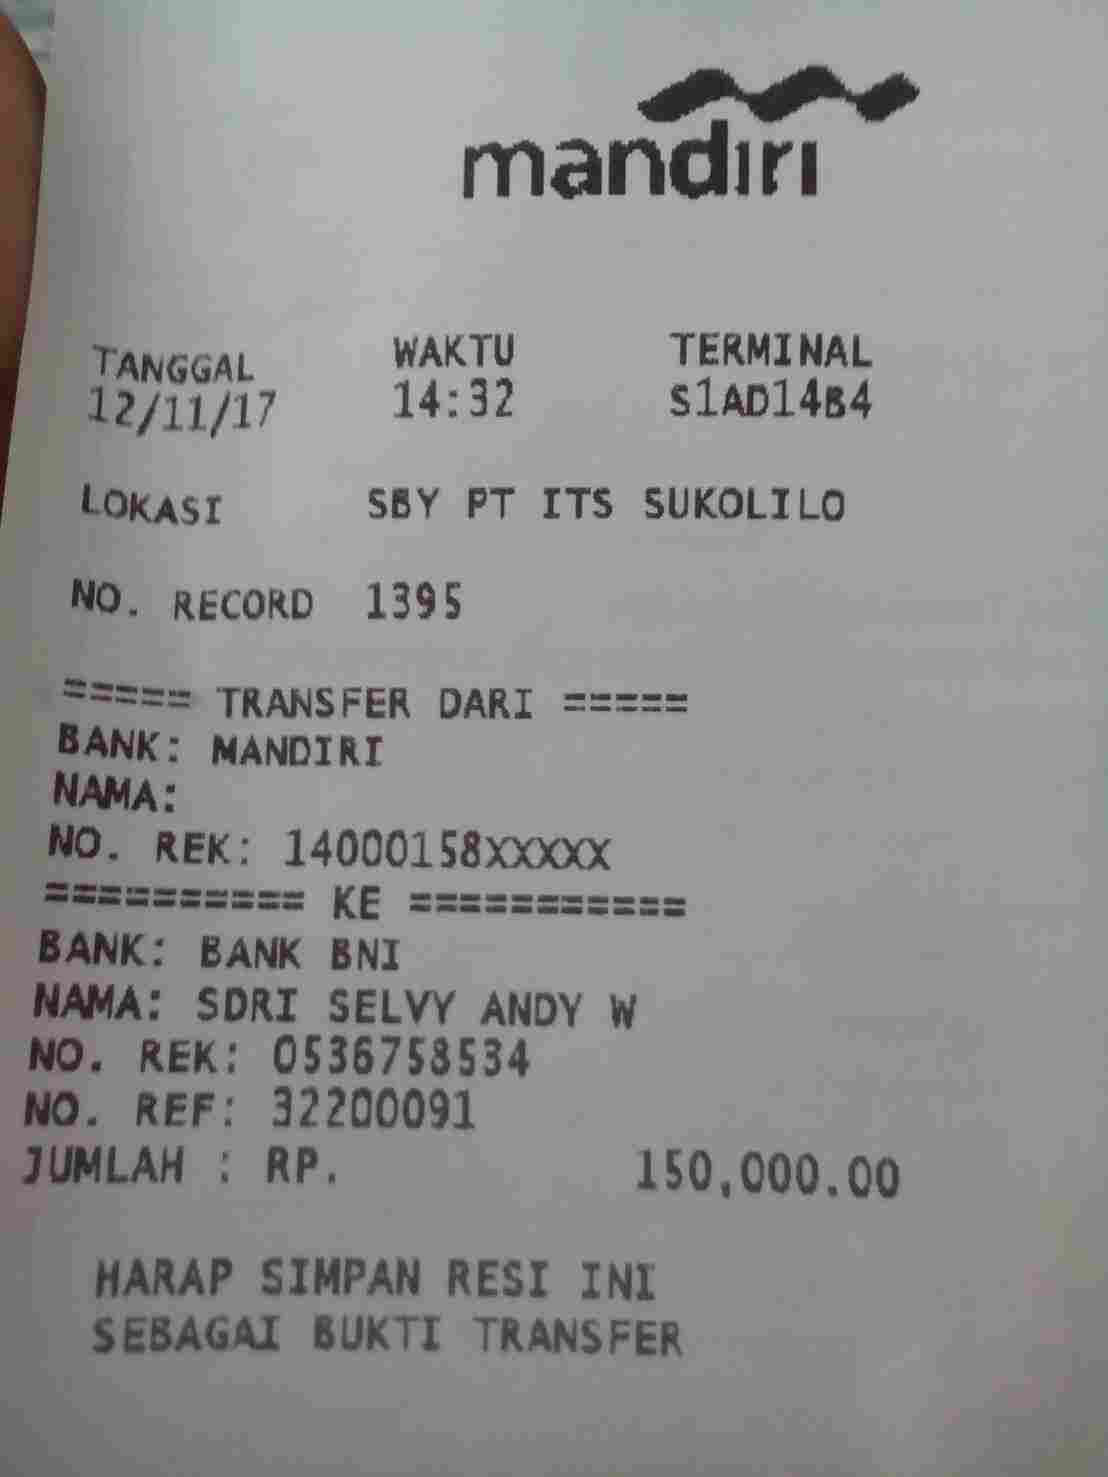 mandiri
TANGGAL WAKTU TERMINAL
12/11/17 14:32 S1AD14B4
LOKASI SBY PT ITS SUKOLILO
NO. RECORD 1395
===== TRANSFER DARI =====
BANK: MANDIRI
NAMA:
NO. REK: 14000158XXXXX
========== KE ===========
BANK: BANK BNI
NAMA: SDRI SELVY ANDY W
NO. REK: 0536758534
NO. REF: 32200091
JUMLAH : RP. 150,000.00
HARAP SIMPAN RESI INI
SEBAGAI BUKTI TRANSFER